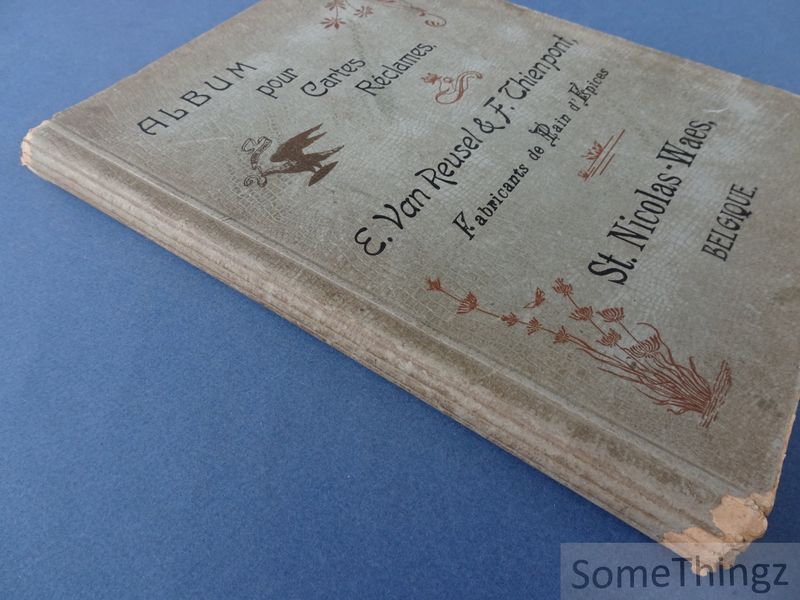 ALBUM
pour
Cartes
Réclames.
E. Van Reusel & F. Thienpont,
Fabricants de Pain d'Epices
St. Nicolas-Waes,
BELGIQUE.
SomeThingz